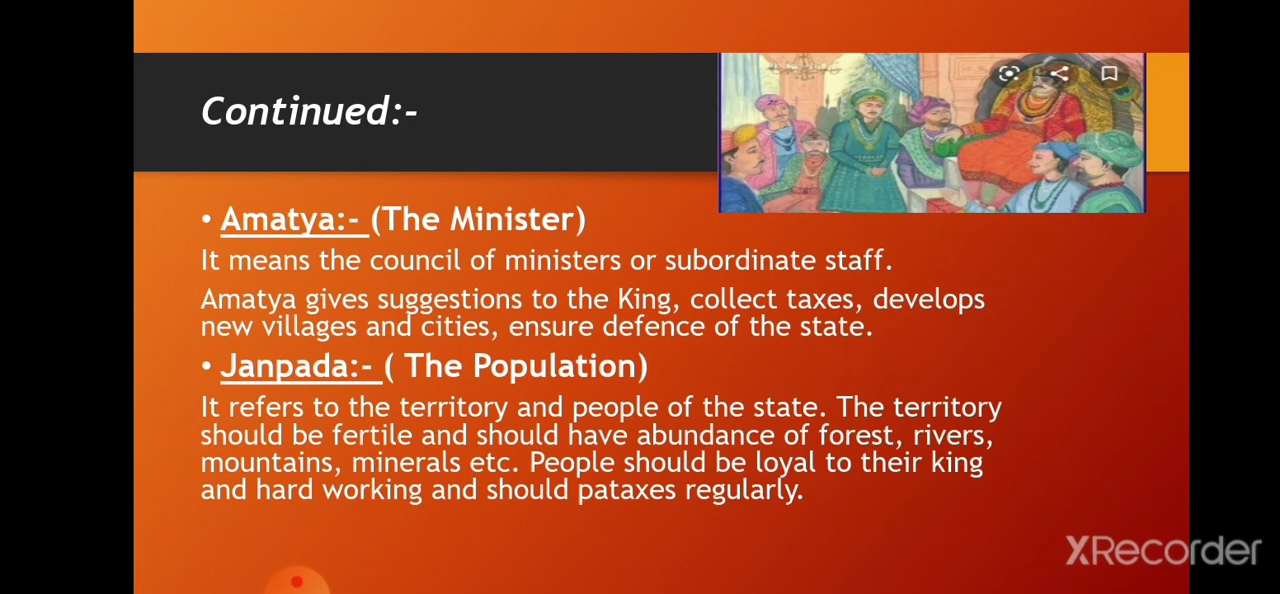 Continued:-
• Amatya:- (The Minister)
It means the council of ministers or subordinate staff.
Amatya gives suggestions to the King, collect taxes, develops
new villages and cities, ensure defence of the state.
• Janpada:- ( The Population)
It refers to the territory and people of the state. The territory
should be fertile and should have abundance of forest, rivers,
mountains, minerals etc. People should be loyal to their king
and hard working and should pataxes regularly.
XRecorder